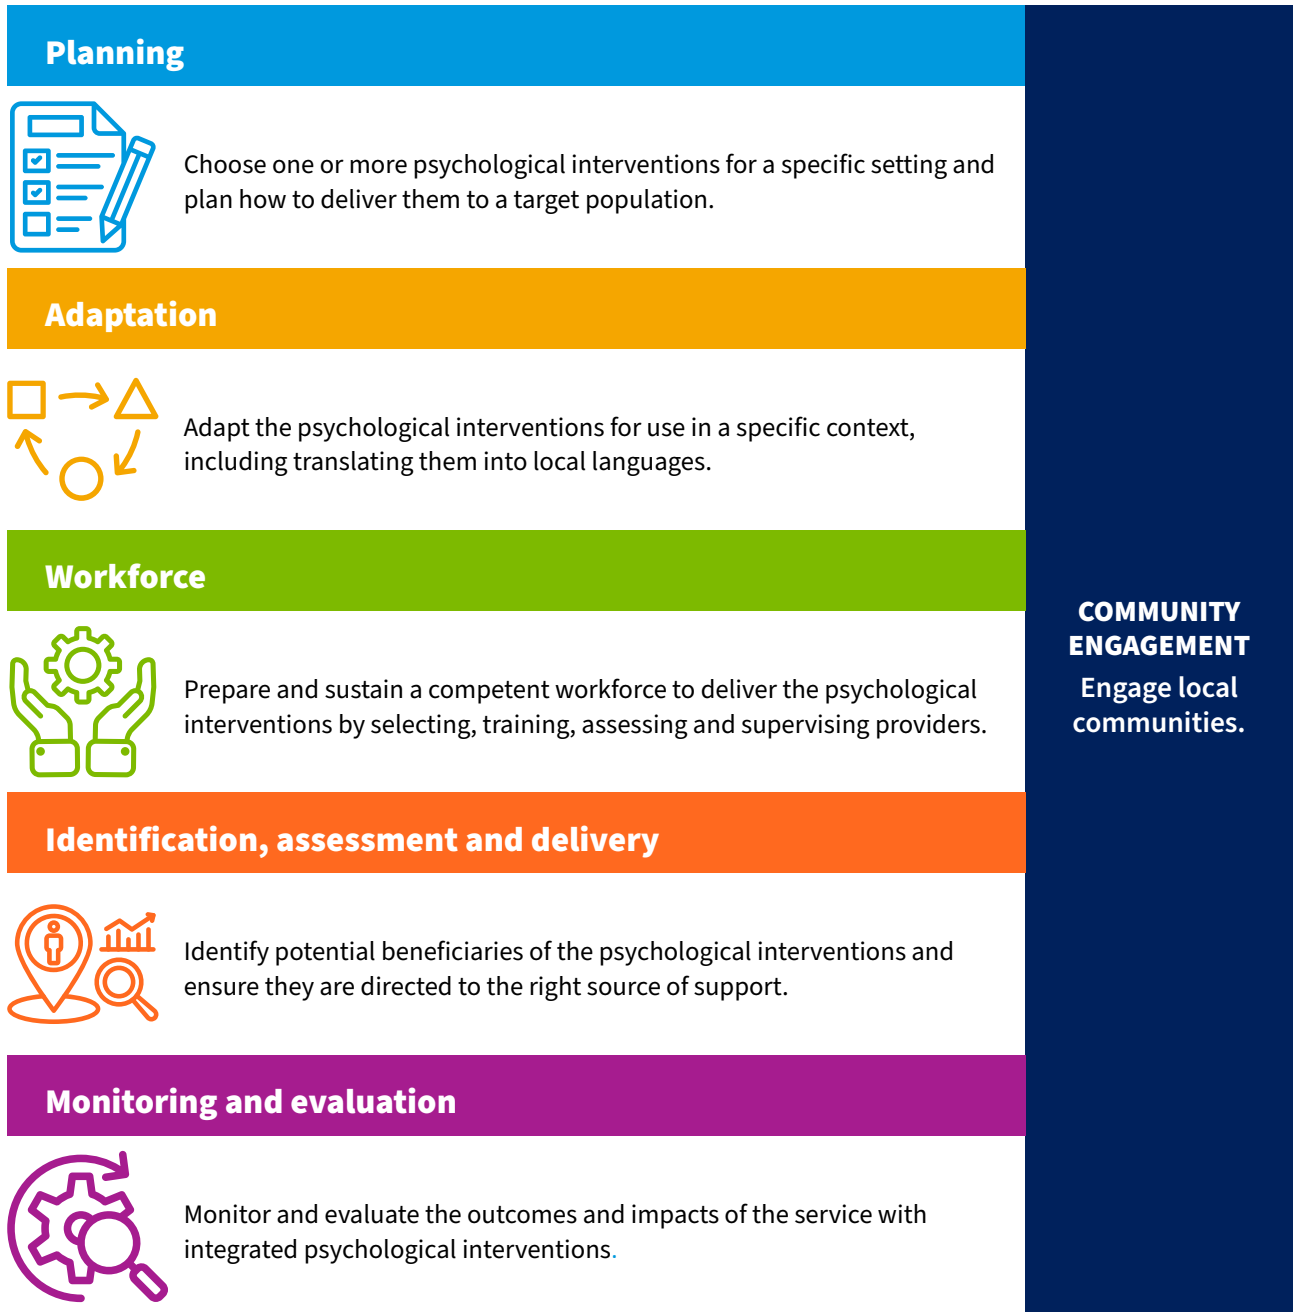 Planning
Choose one or more psychological interventions for a specific setting and
plan how to deliver them to a target population.
Adaptation
Adapt the psychological interventions for use in a specific context,
including translating them into local languages.
Workforce
Prepare and sustain a competent workforce to deliver the psychological
interventions by selecting, training, assessing and supervising providers.
Identification, assessment and delivery
Identify potential beneficiaries of the psychological interventions and
ensure they are directed to the right source of support.
Monitoring and evaluation
Monitor and evaluate the outcomes and impacts of the service with
integrated psychological interventions.
COMMUNITY
ENGAGEMENT
Engage local
communities.